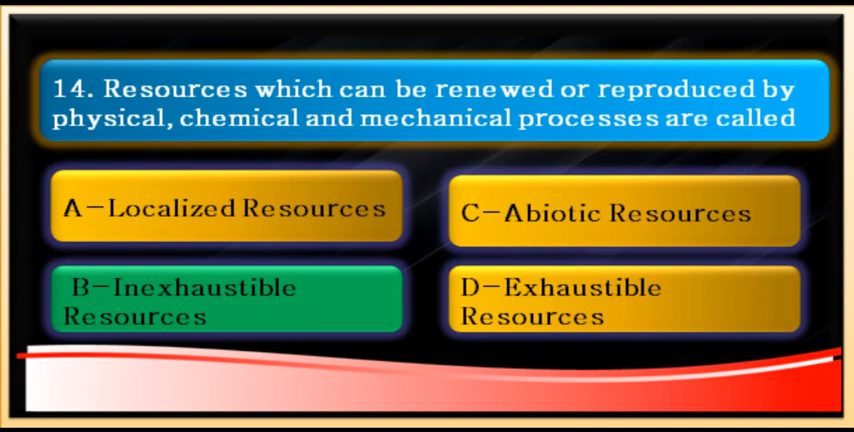 14. Resources which can be renewed or reproduced by
physical, chemical and mechanical processes are called
A-Localized Resources
C-Abiotic Resources
B-Inexhaustible
Resources
D-Exhaustible
Resources